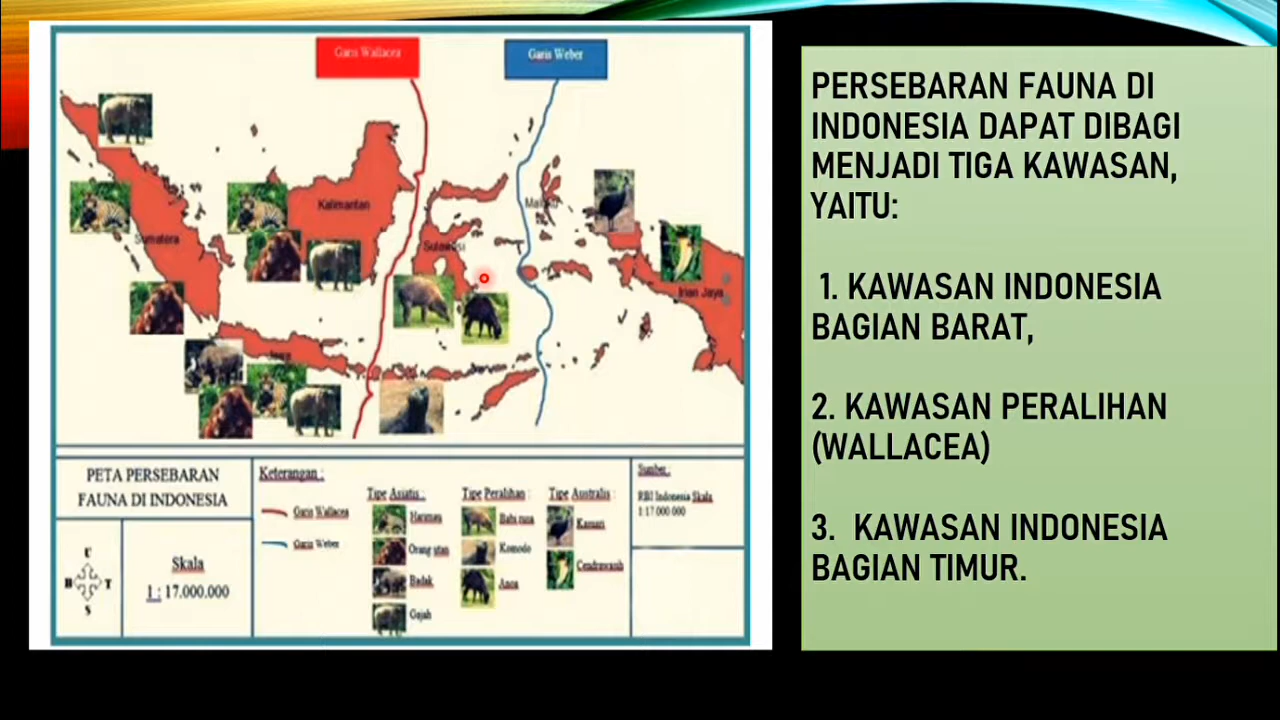 Garis Wallacea
Garis Weber
Kalimantan
Sumatera
Sulawesi
Irian Jaya
Jawa
PETA PERSEBARAN
FAUNA DI INDONESIA
Skala
1 : 17.000.000
U
B T
S
Keterangan :
Garis Wallacea
Garis Weber
Tipe Asiatis :
Harimau
Orang utan
Badak
Gajah
Tipe Peralihan :
Babi rusa
Komodo
Anoa
Tipe Australis :
Kasuari
Cendrawasih
Sumber :
RBI Indonesia Skala
1:17.000 000
PERSEBARAN FAUNA DI
INDONESIA DAPAT DIBAGI
MENJADI TIGA KAWASAN,
YAITU:
1. KAWASAN INDONESIA
BAGIAN BARAT,
2. KAWASAN PERALIHAN
(WALLACEA)
3. KAWASAN INDONESIA
BAGIAN TIMUR.